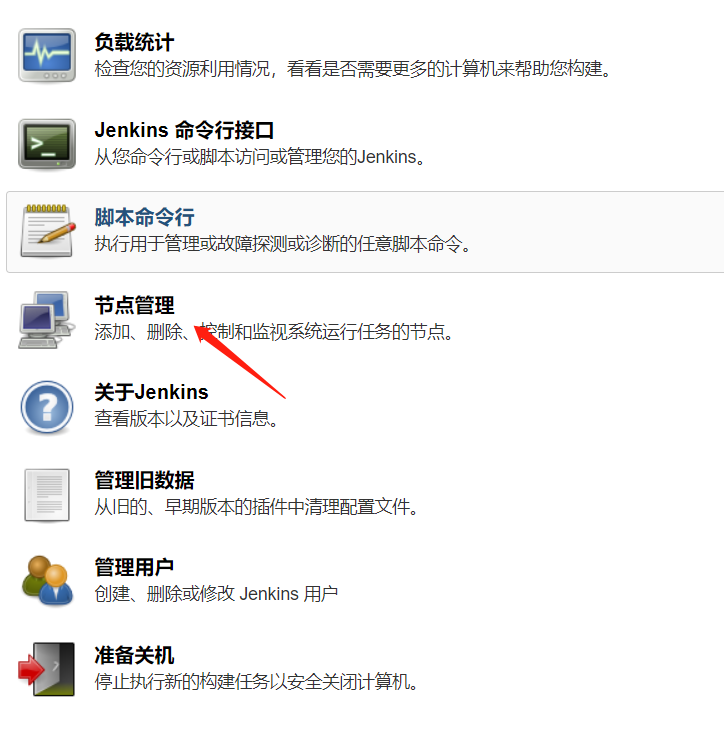 负载统计
检查您的资源利用情况，看看是否需要更多的计算机来帮助您构建。
Jenkins 命令行接口
从您命令行或脚本访问或管理您的Jenkins。
脚本命令行
执行用于管理或故障探测或诊断的任意脚本命令。
节点管理
添加、删除、控制和监视系统运行任务的节点。
关于Jenkins
查看版本以及证书信息。
管理旧数据
从旧的、早期版本的插件中清理配置文件。
管理用户
创建、删除或修改 Jenkins 用户
准备关机
停止执行新的构建任务以安全关闭计算机。